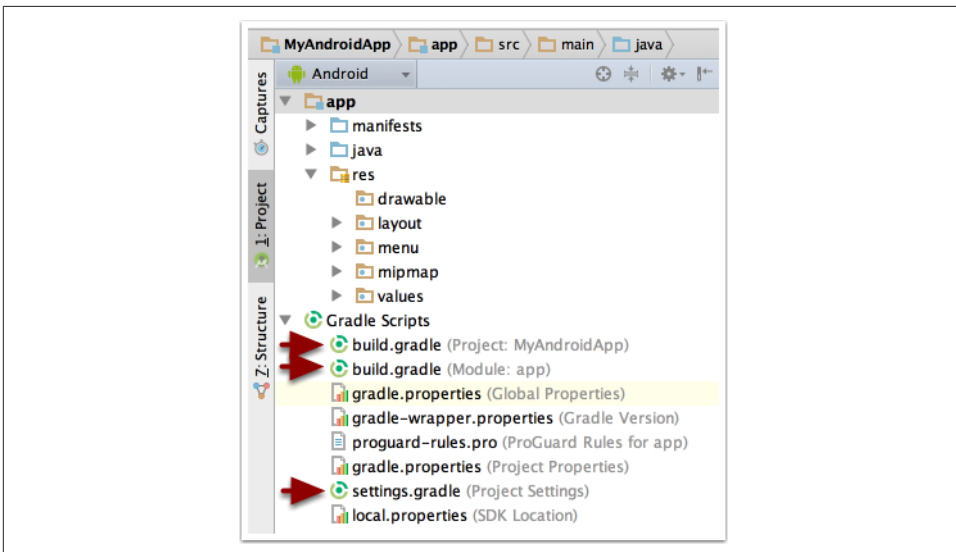 MyAndroidApp app src main java
Captures
1: Project
Z: Structure
Android
app
manifests
java
res
drawable
layout
menu
mipmap
values
Gradle Scripts
build.gradle (Project: MyAndroidApp)
build.gradle (Module: app)
gradle.properties (Global Properties)
gradle-wrapper.properties (Gradle Version)
proguard-rules.pro (ProGuard Rules for app)
gradle.properties (Project Properties)
settings.gradle (Project Settings)
local.properties (SDK Location)